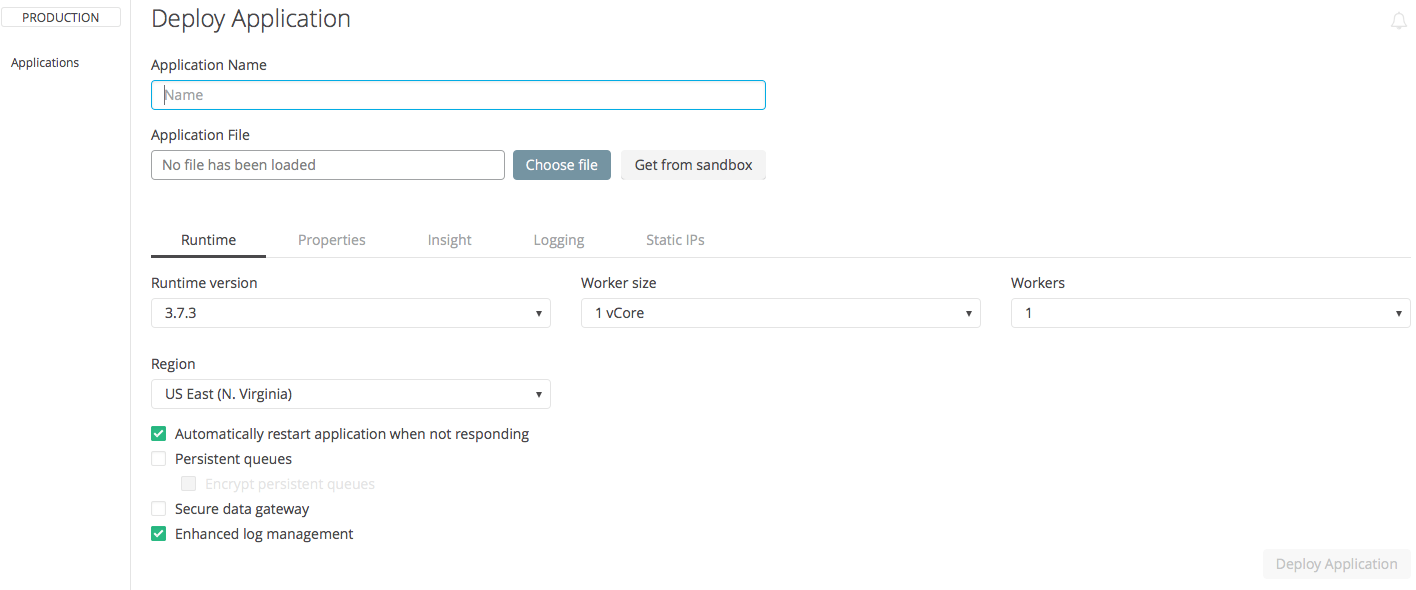 PRODUCTION
Deploy Application
Applications
Application Name
Name
Application File
No file has been loaded Choose file Get from sandbox
Runtime Properties Insight Logging Static IPs
Runtime version Worker size Workers
3.7.3 1 vCore 1
Region
US East (N. Virginia)
Automatically restart application when not responding
Persistent queues
Encrypt persistent queues
Secure data gateway
Enhanced log management
Deploy Application